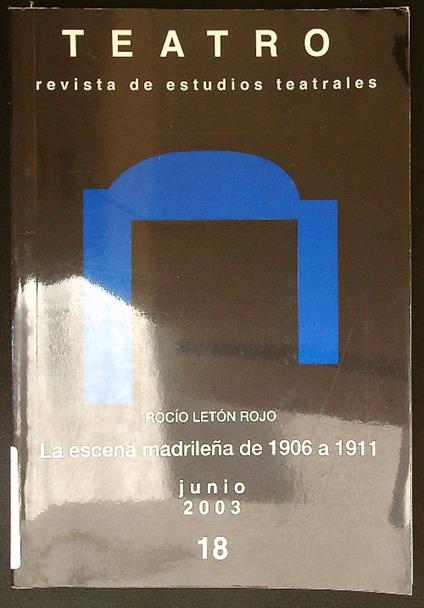 TEATRO
revista de estudios teatrales
ROCÍO LETÓN ROJO
La escena madrileña de 1906 a 1911
junio
2003
18